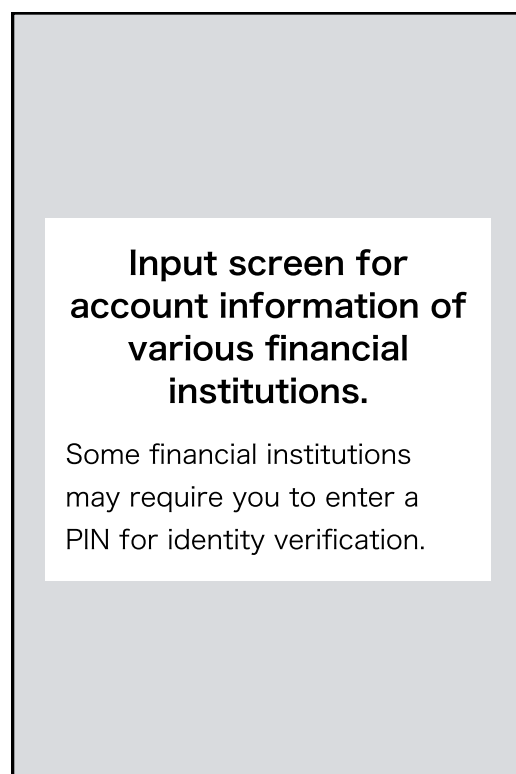 Input screen for
account information of
various financial
institutions.
Some financial institutions
may require you to enter a
PIN for identity verification.